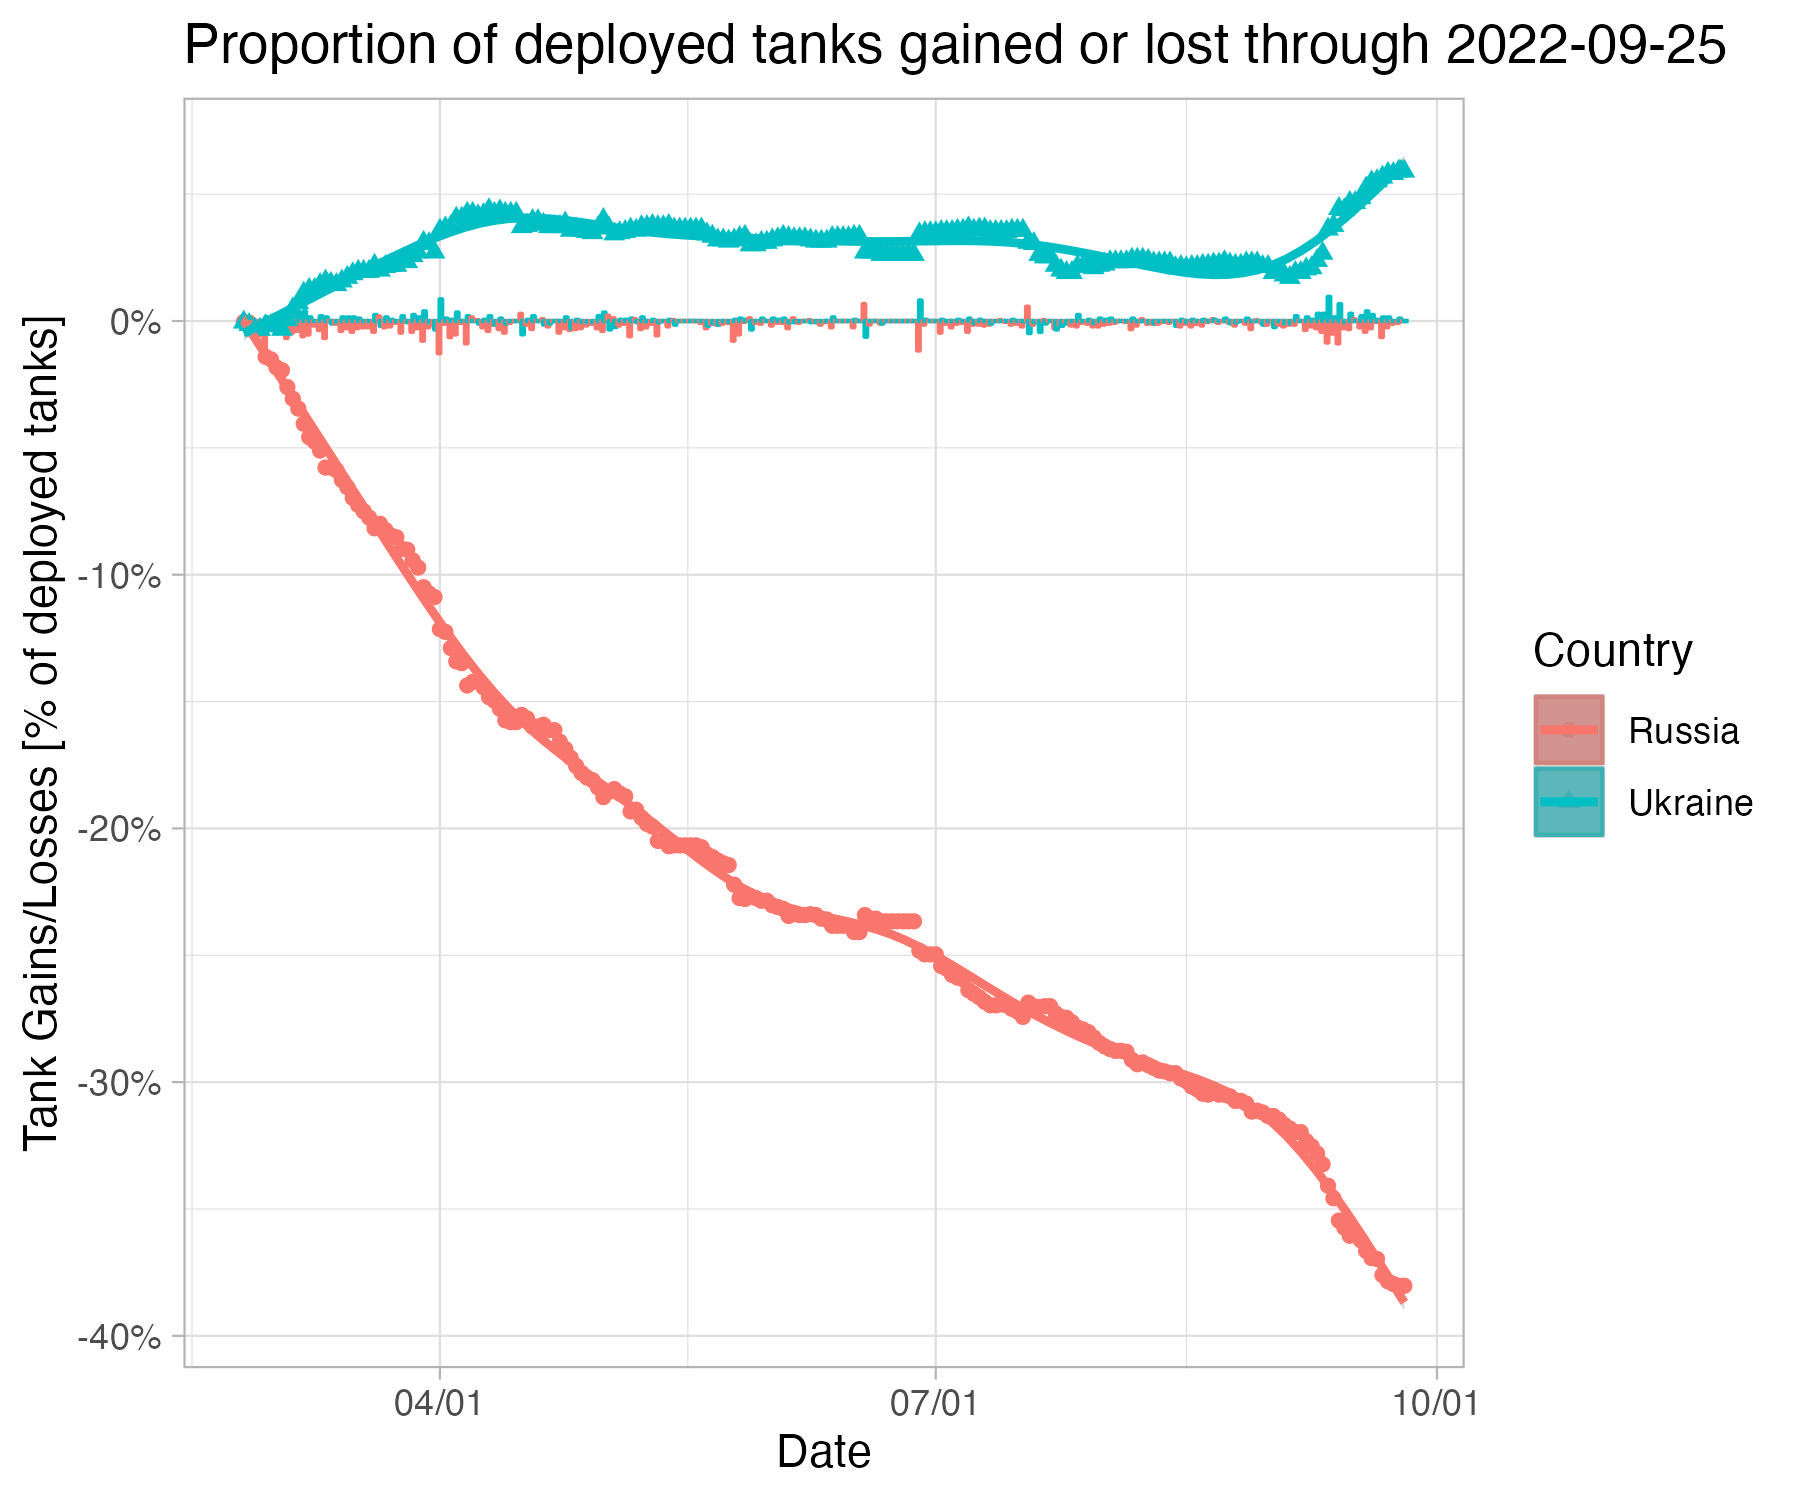 Proportion of deployed tanks gained or lost through 2022-09-25
Tank Gains/Losses [% of deployed tanks]
0%
-10%
-20%
-30%
-40%
04/01
07/01
10/01
Date
Country
Russia
Ukraine